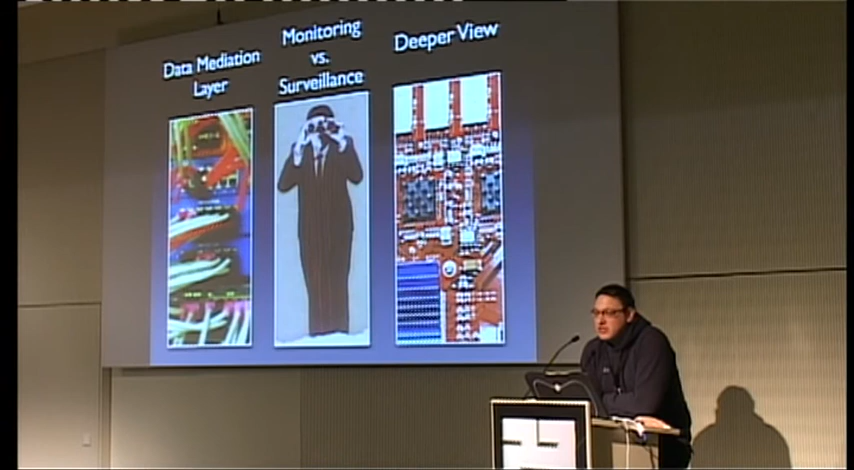 Data Mediation
Layer
Monitoring
vs.
Surveillance
Deeper View